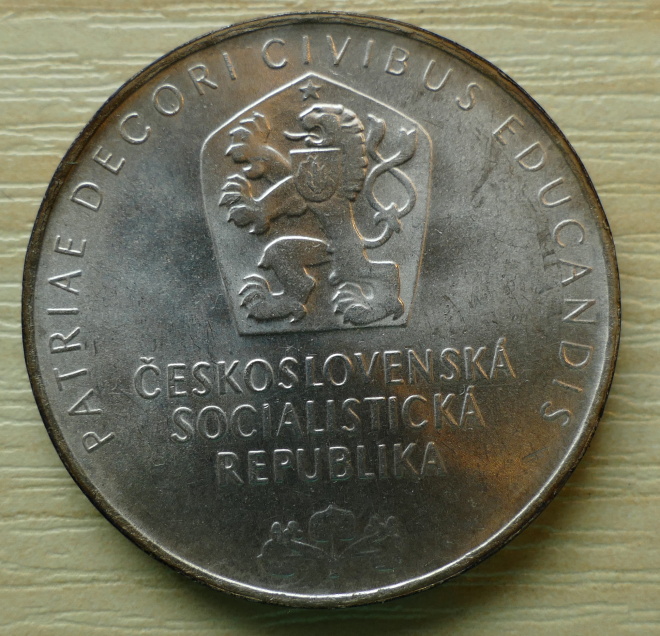 PATRIAE DECORI CIVIBUS EDUCANDIS
ČESKOSLOVENSKÁ
SOCIALISTICKÁ
REPUBLIKA